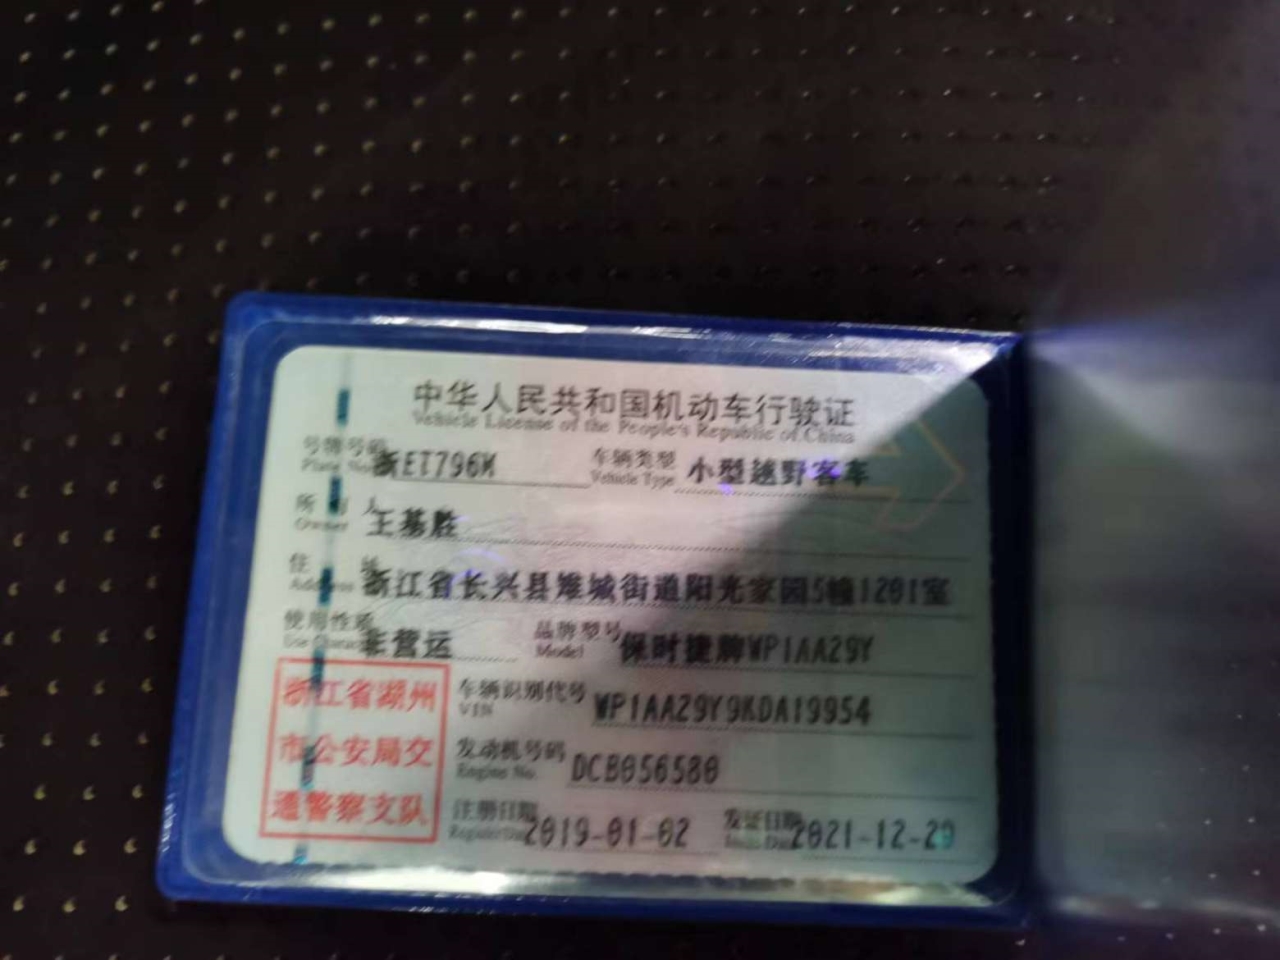 中华人民共和国机动车行驶证
Vehicle License of the People's Republic of China
号牌号码 浙ET796M 车辆类型 小型越野客车
Plate No. Vehicle Type
所有人 王基胜
Owner
住址 浙江省长兴县雉城街道阳光家园5幢1201室
Address
使用性质 非营运 品牌型号 保时捷牌WP1AA29Y
Use Character Model
浙江省湖州
市公安局交
通警察支队
车辆识别代号 WP1AA29Y9KDA19954
VIN
发动机号码 DCB056580
Engine No.
注册日期 2019-01-02 发证日期 2021-12-29
Register Date Issue Date